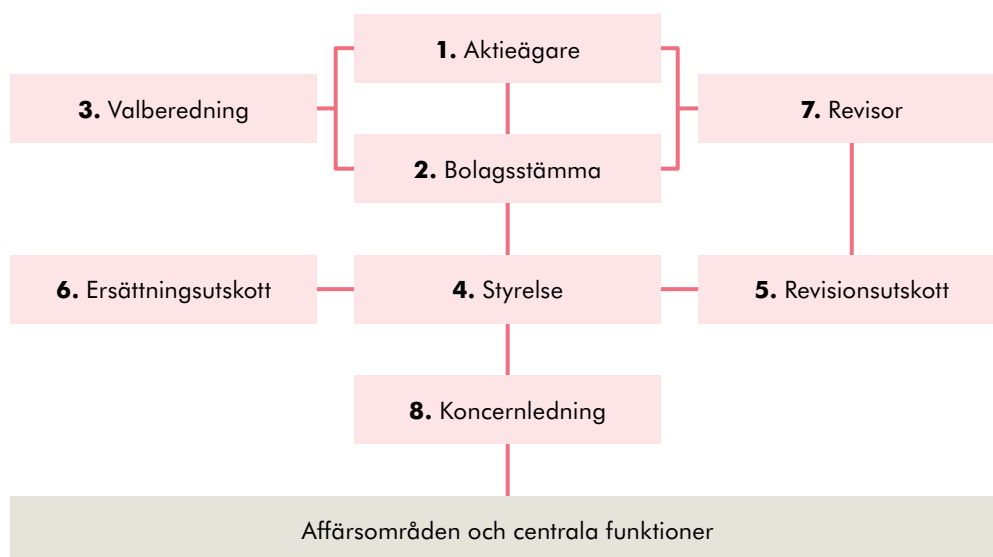 1. Aktieägare
3. Valberedning
7. Revisor
2. Bolagsstämma
6. Ersättningsutskott
4. Styrelse
5. Revisionsutskott
8. Koncernledning
Affärsområden och centrala funktioner